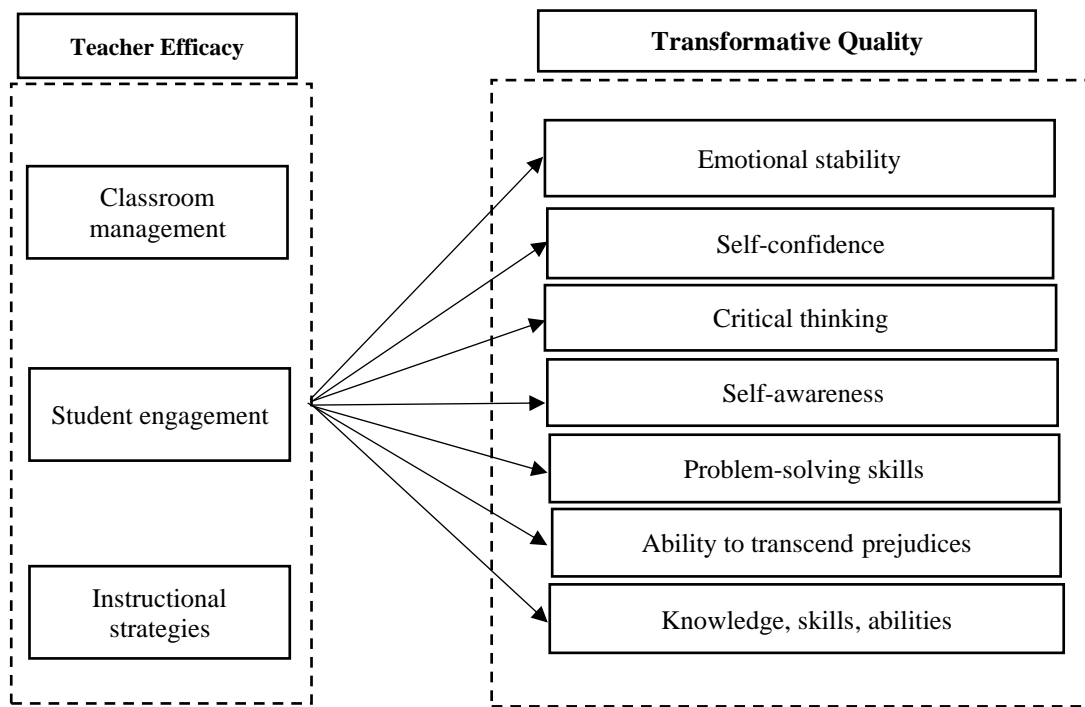 Teacher Efficacy
Transformative Quality
Classroom
management
Student engagement
Instructional
strategies
Emotional stability
Self-confidence
Critical thinking
Self-awareness
Problem-solving skills
Ability to transcend prejudices
Knowledge, skills, abilities